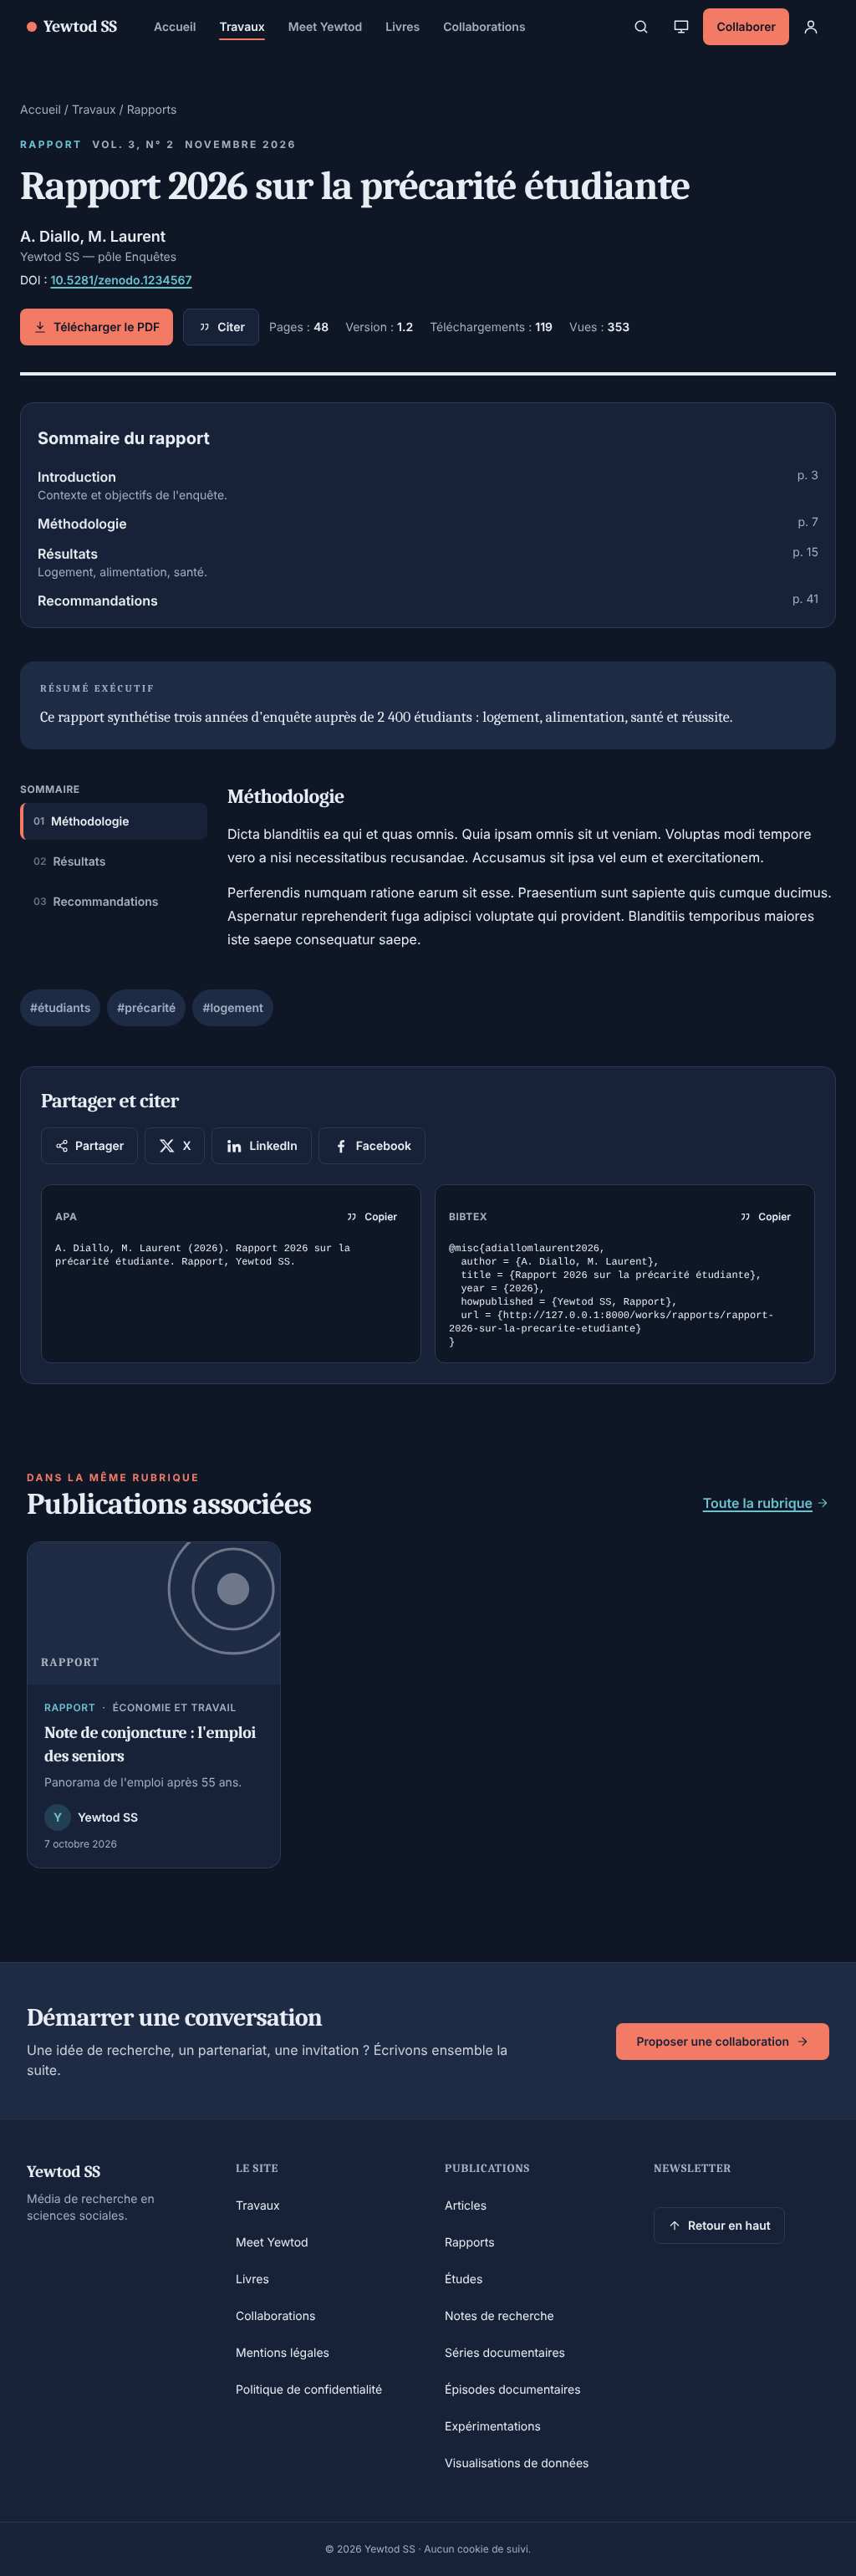 Yewtod SS
Accueil
Travaux
Meet Yewtod
Livres
Collaborations
Collaborer
Accueil / Travaux / Rapports
RAPPORT VOL. 3, N° 2 NOVEMBRE 2026
Rapport 2026 sur la précarité étudiante
A. Diallo, M. Laurent
Yewtod SS — pôle Enquêtes
DOI : 10.5281/zenodo.1234567
Télécharger le PDF
Citer
Pages : 48
Version : 1.2
Téléchargements : 119
Vues : 353
Sommaire du rapport
Introduction p. 3
Contexte et objectifs de l'enquête.
Méthodologie p. 7
Résultats p. 15
Logement, alimentation, santé.
Recommandations p. 41
RÉSUMÉ EXÉCUTIF
Ce rapport synthétise trois années d'enquête auprès de 2 400 étudiants : logement, alimentation, santé et réussite.
SOMMAIRE
01 Méthodologie
02 Résultats
03 Recommandations
Méthodologie
Dicta blanditiis ea qui et quas omnis. Quia ipsam omnis sit ut veniam. Voluptas modi tempore
vero a nisi necessitatibus recusandae. Accusamus sit ipsa vel eum et exercitationem.
Perferendis numquam ratione earum sit esse. Praesentium sunt sapiente quis cumque ducimus.
Aspernatur reprehenderit fuga adipisci voluptate qui provident. Blanditiis temporibus maiores
iste saepe consequatur saepe.
#étudiants
#précarité
#logement
Partager et citer
Partager
X
LinkedIn
Facebook
APA
Copier
A. Diallo, M. Laurent (2026). Rapport 2026 sur la
précarité étudiante. Rapport, Yewtod SS.
BIBTEX
Copier
@misc{adiallomlaurent2026,
author = {A. Diallo, M. Laurent},
title = {Rapport 2026 sur la précarité étudiante},
year = {2026},
howpublished = {Yewtod SS, Rapport},
url = {http://127.0.0.1:8000/works/rapports/rapport-
2026-sur-la-precarite-etudiante}
}
DANS LA MÊME RUBRIQUE
Publications associées
Toute la rubrique →
RAPPORT
RAPPORT · ÉCONOMIE ET TRAVAIL
Note de conjoncture : l'emploi
des seniors
Panorama de l'emploi après 55 ans.
Y
Yewtod SS
7 octobre 2026
Démarrer une conversation
Une idée de recherche, un partenariat, une invitation ? Écrivons ensemble la
suite.
Proposer une collaboration →
Yewtod SS
Média de recherche en
sciences sociales.
LE SITE
Travaux
Meet Yewtod
Livres
Collaborations
Mentions légales
Politique de confidentialité
PUBLICATIONS
Articles
Rapports
Études
Notes de recherche
Séries documentaires
Épisodes documentaires
Expérimentations
Visualisations de données
NEWSLETTER
↑ Retour en haut
© 2026 Yewtod SS · Aucun cookie de suivi.